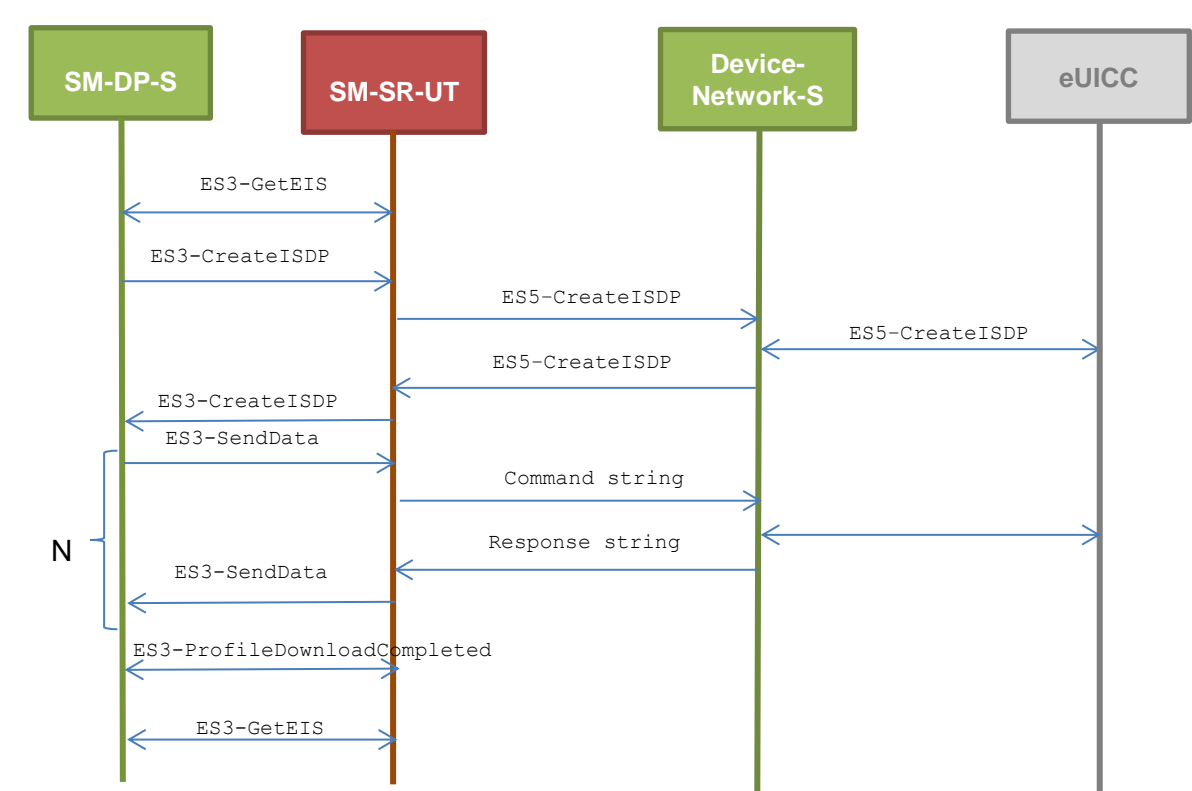 SM-DP-S
SM-SR-UT
Device-
Network-S
eUICC
ES3-GetEIS
ES3-CreateISDP
ES5-CreateISDP
ES5–CreateISDP
ES5–CreateISDP
ES3-CreateISDP
ES3-SendData
Command string
N
Response string
ES3-SendData
ES3-ProfileDownloadCompleted
ES3-GetEIS